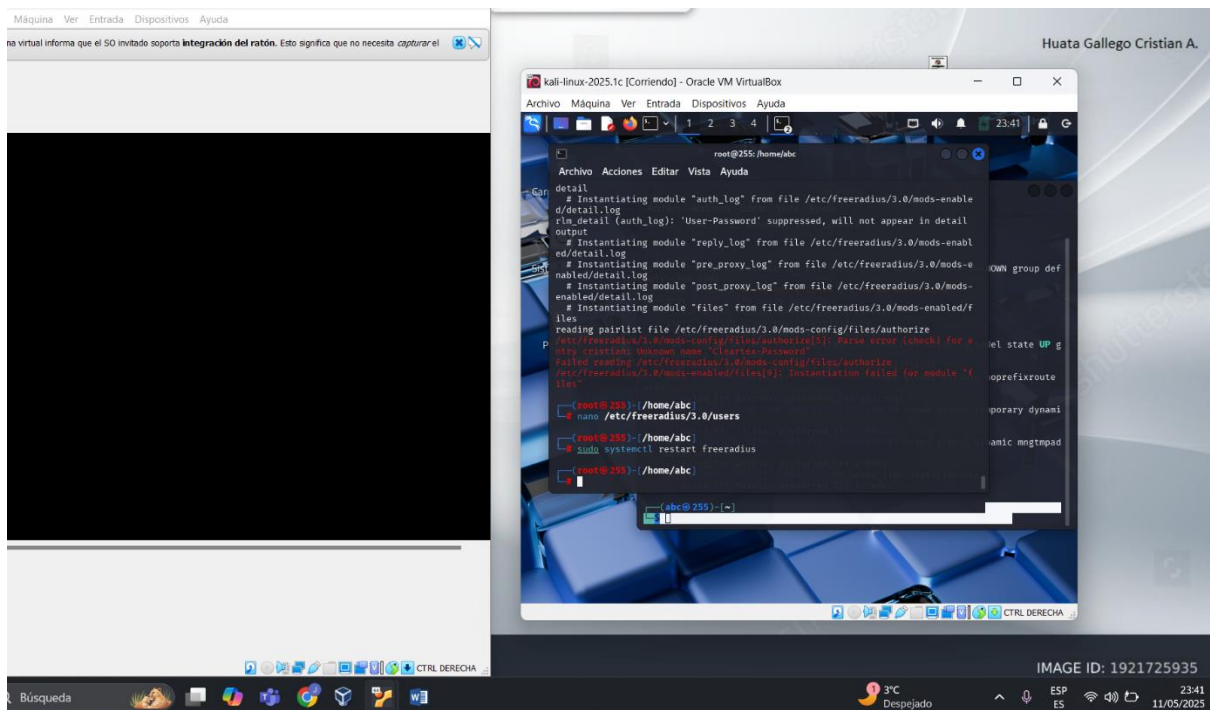 Máquina Ver Entrada Dispositivos Ayuda
na virtual informa que el SO invitado soporta integración del ratón. Esto significa que no necesita capturar el
Huata Gallego Cristian A.
kali-linux-2025.1c [Corriendo] - Oracle VM VirtualBox
Archivo Máquina Ver Entrada Dispositivos Ayuda
1 2 3 4 23:41
root@255: /home/abc
Archivo Acciones Editar Vista Ayuda
detail
# Instantiating module "auth_log" from file /etc/freeradius/3.0/mods-enable
d/detail.log
rlm_detail (auth_log): 'User-Password' suppressed, will not appear in detail
output
# Instantiating module "reply_log" from file /etc/freeradius/3.0/mods-enabl
ed/detail.log
# Instantiating module "pre_proxy_log" from file /etc/freeradius/3.0/mods-e
nabled/detail.log
# Instantiating module "post_proxy_log" from file /etc/freeradius/3.0/mods-
enabled/detail.log
# Instantiating module "files" from file /etc/freeradius/3.0/mods-enabled/f
iles
reading pairlist file /etc/freeradius/3.0/mods-config/files/authorize
/etc/freeradius/3.0/mods-config/files/authorize[5]: Parse error (check) for e
ntry cristian: Unknown name "Cleartex-Password"
Failed reading /etc/freeradius/3.0/mods-config/files/authorize
/etc/freeradius/3.0/mods-enabled/files[9]: Instantiation failed for module "f
iles"
(root@255)-[/home/abc]
# nano /etc/freeradius/3.0/users
(root@255)-[/home/abc]
# sudo systemctl restart freeradius
(root@255)-[/home/abc]
#
OWN group def
el state UP g
oprefixroute
porary dynami
amic mngtmpad
(abc@255)-[~]
$
CTRL DERECHA
CTRL DERECHA
IMAGE ID: 1921725935
Búsqueda
1
3°C
Despejado
ESP
ES
23:41
11/05/2025